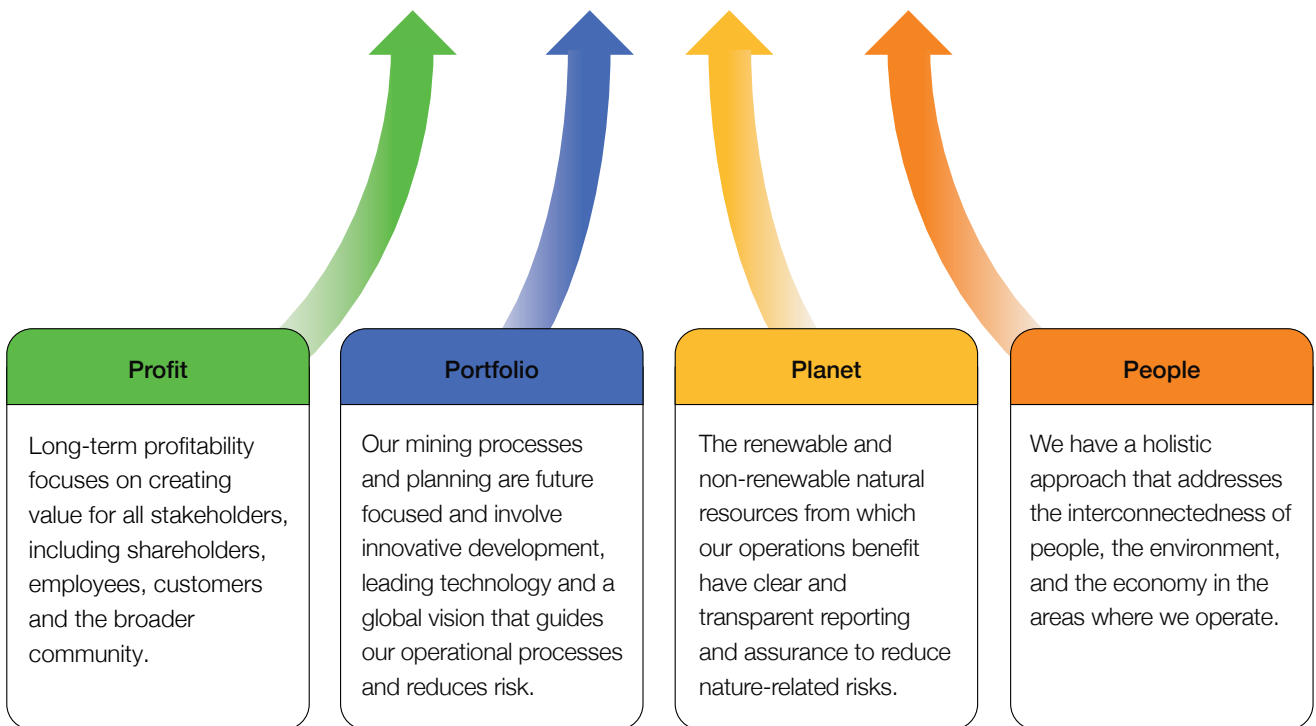 Profit
Long-term profitability
focuses on creating
value for all stakeholders,
including shareholders,
employees, customers
and the broader
community.
Portfolio
Our mining processes
and planning are future
focused and involve
innovative development,
leading technology and a
global vision that guides
our operational processes
and reduces risk.
Planet
The renewable and
non-renewable natural
resources from which
our operations benefit
have clear and
transparent reporting
and assurance to reduce
nature-related risks.
People
We have a holistic
approach that addresses
the interconnectedness of
people, the environment,
and the economy in the
areas where we operate.